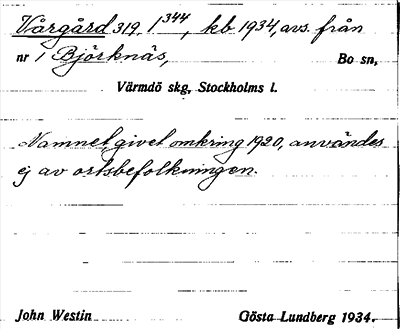 Vårgård 319, 1³⁴⁴, kb 1934, avs. från
nr 1 Björknäs, Bo sn,
Värmdö skg, Stockholms l.
Namnet, givet omkring 1920, användes
ej av ortsbefolkningen.
John Westin Gösta Lundberg 1934.